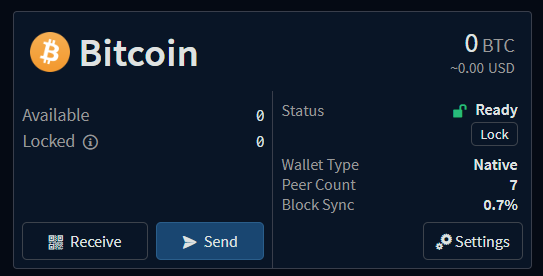 Bitcoin
0 BTC
~0.00 USD
Available 0
Locked 0
Status Ready
Lock
Wallet Type Native
Peer Count 7
Block Sync 0.7%
Receive
Send
Settings